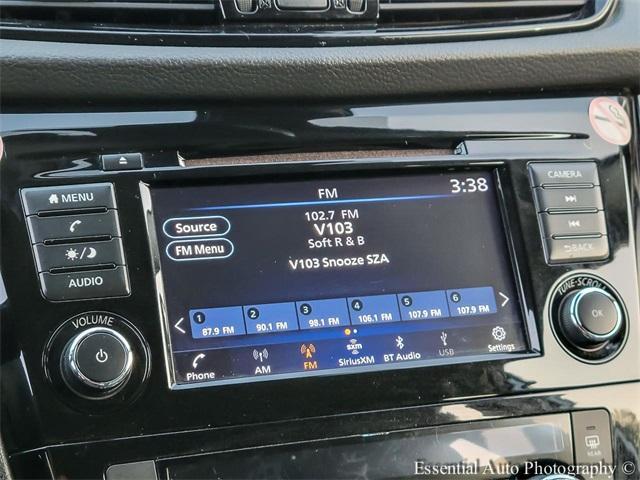 MENU
AUDIO
VOLUME
FM
3:38
102.7 FM
V103
Soft R & B
V103 Snooze SZA
Source
FM Menu
1 2 3 4 5 6
87.9 FM 90.1 FM 98.1 FM 106.1 FM 107.9 FM 107.9 FM
Phone AM FM sxm SiriusXM BT Audio USB Settings
CAMERA
BACK
TUNE·SCROLL
OK
REAR
Essential Auto Photography ©